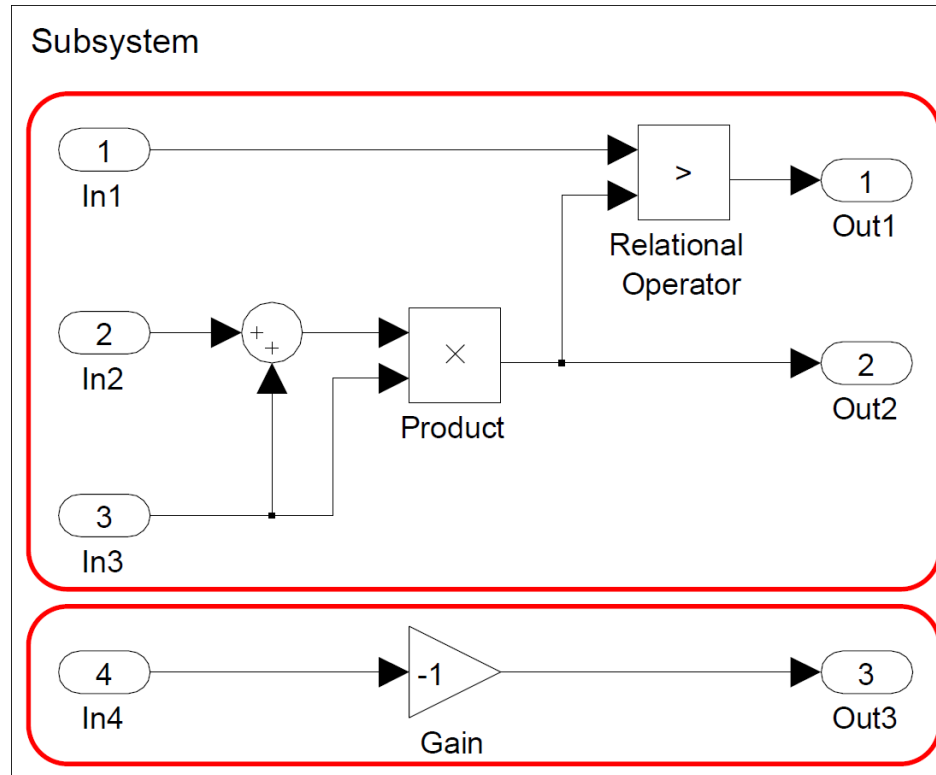 Subsystem
1
In1
>
1
Out1
Relational
Operator
2
In2
+
+
×
Product
2
Out2
3
In3
4
In4
-1
Gain
3
Out3